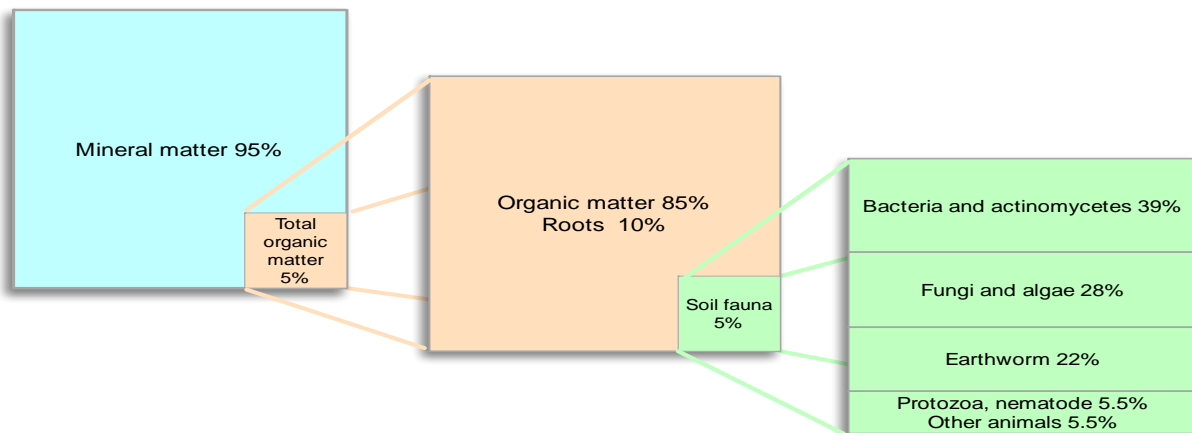 Mineral matter 95%
Total
organic
matter
5%
Organic matter 85%
Roots 10%
Soil fauna
5%
Bacteria and actinomycetes 39%
Fungi and algae 28%
Earthworm 22%
Protozoa, nematode 5.5%
Other animals 5.5%